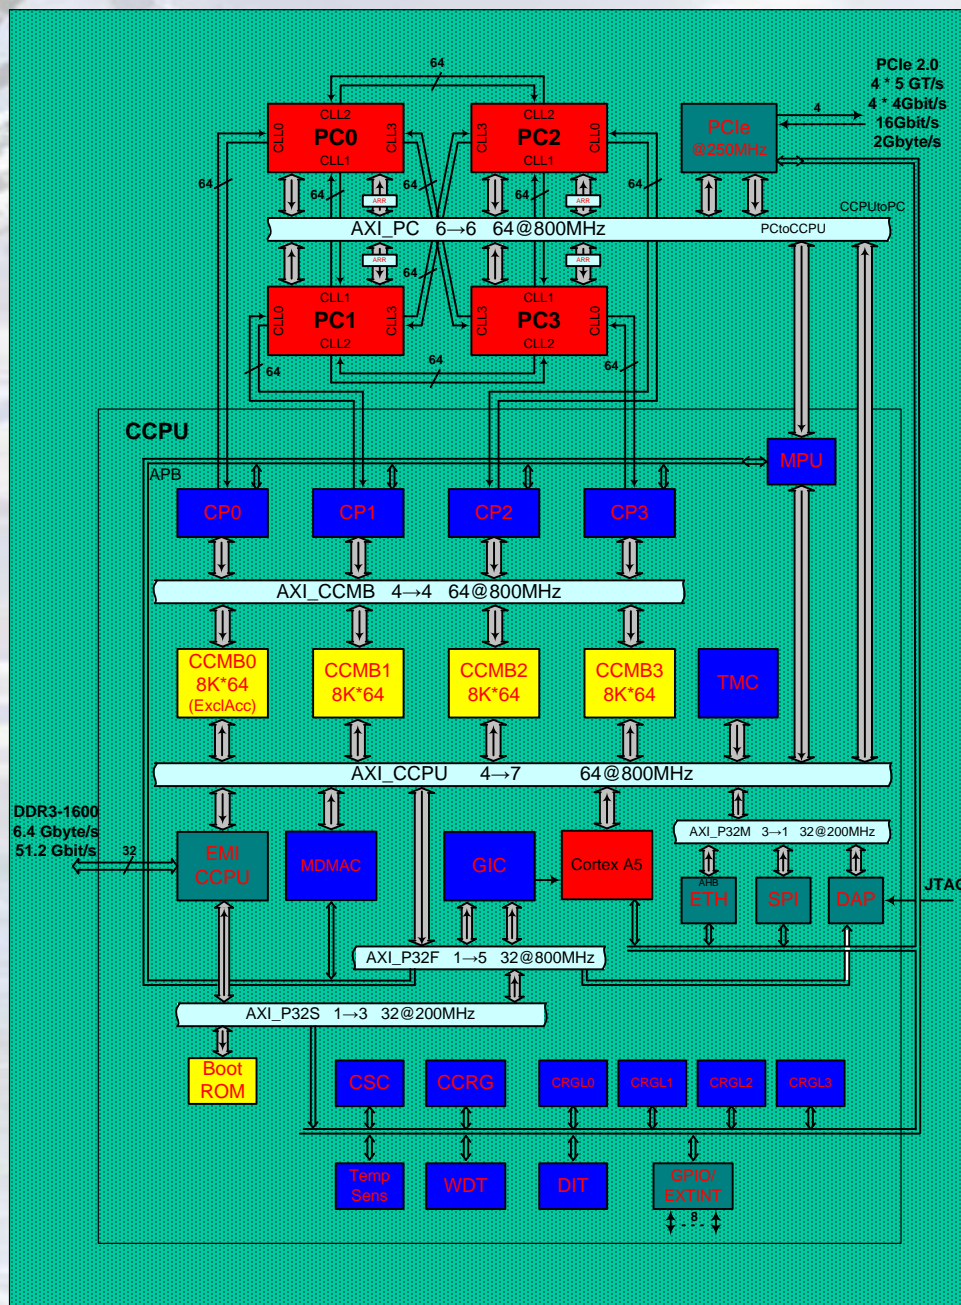 64
PCIe 2.0
4 * 5 GT/s
4 * 4Gbit/s
16Gbit/s
2Gbyte/s
4
CLL2
PC0
CLL0
CLL3
CLL1
CLL2
PC2
CLL3
CLL0
CLL1
PCIe
@250MHz
64
64
64
64
64
64
ARR
ARR
CCPUtoPC
AXI_PC 6→6 64@800MHz
PCtoCCPU
ARR
ARR
64
64
CLL1
PC1
CLL0
CLL3
CLL2
CLL1
PC3
CLL3
CLL0
CLL2
64
64
64
CCPU
MPU
APB
CP0
CP1
CP2
CP3
AXI_CCMB 4→4 64@800MHz
CCMB0
8K*64
(ExclAcc)
CCMB1
8K*64
CCMB2
8K*64
CCMB3
8K*64
TMC
AXI_CCPU 4→7 64@800MHz
DDR3-1600
6.4 Gbyte/s
51.2 Gbit/s
32
EMI
CCPU
MDMAC
GIC
Cortex A5
AXI_P32M 3→1 32@200MHz
AHB
ETH
SPI
DAP
JTAG
AXI_P32F 1→5 32@800MHz
AXI_P32S 1→3 32@200MHz
Boot
ROM
CSC
CCRG
CRGL0
CRGL1
CRGL2
CRGL3
Temp
Sens
WDT
DIT
GPIO/
EXTINT
8